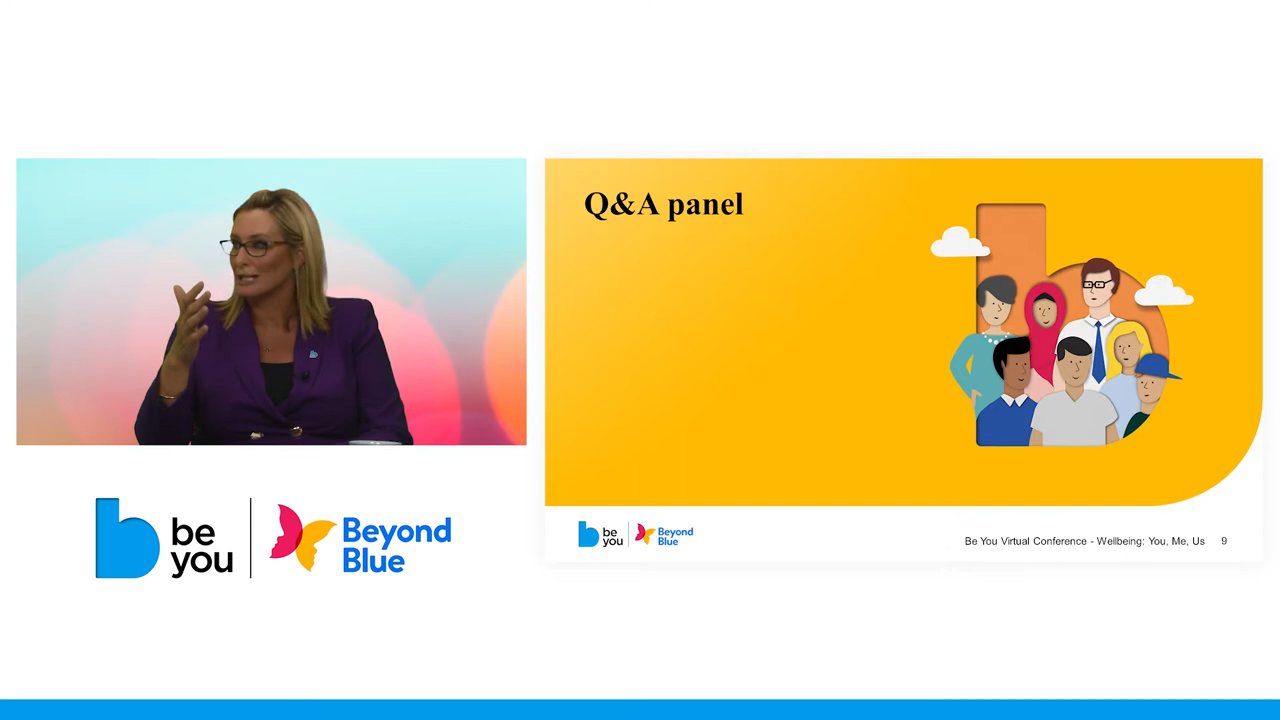 Q&A panel
be
you
Beyond
Blue
be
you
Beyond
Blue
Be You Virtual Conference - Wellbeing: You, Me, Us 9